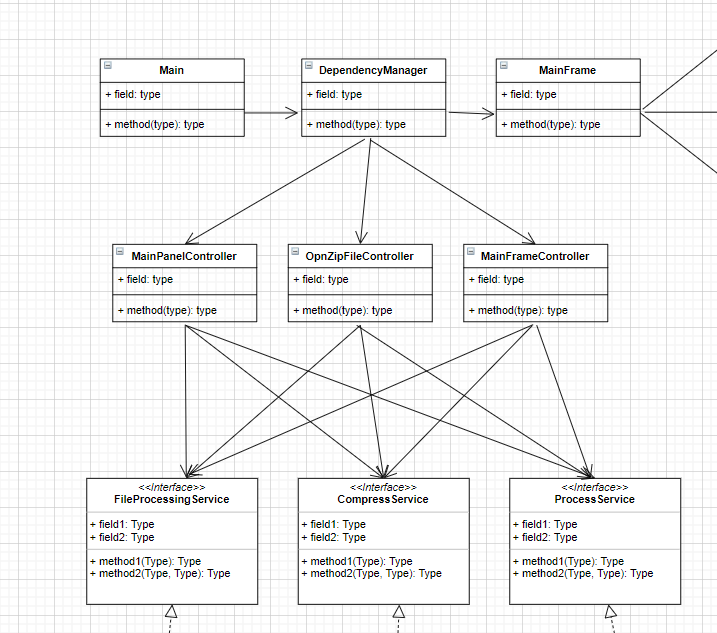 Main
+ field: type
+ method(type): type
DependencyManager
+ field: type
+ method(type): type
MainFrame
+ field: type
+ method(type): type
MainPanelController
+ field: type
+ method(type): type
OpnZipFileController
+ field: type
+ method(type): type
MainFrameController
+ field: type
+ method(type): type
<<Interface>>
FileProcessingService
+ field1: Type
+ field2: Type
+ method1(Type): Type
+ method2(Type, Type): Type
<<Interface>>
CompressService
+ field1: Type
+ field2: Type
+ method1(Type): Type
+ method2(Type, Type): Type
<<Interface>>
ProcessService
+ field1: Type
+ field2: Type
+ method1(Type): Type
+ method2(Type, Type): Type